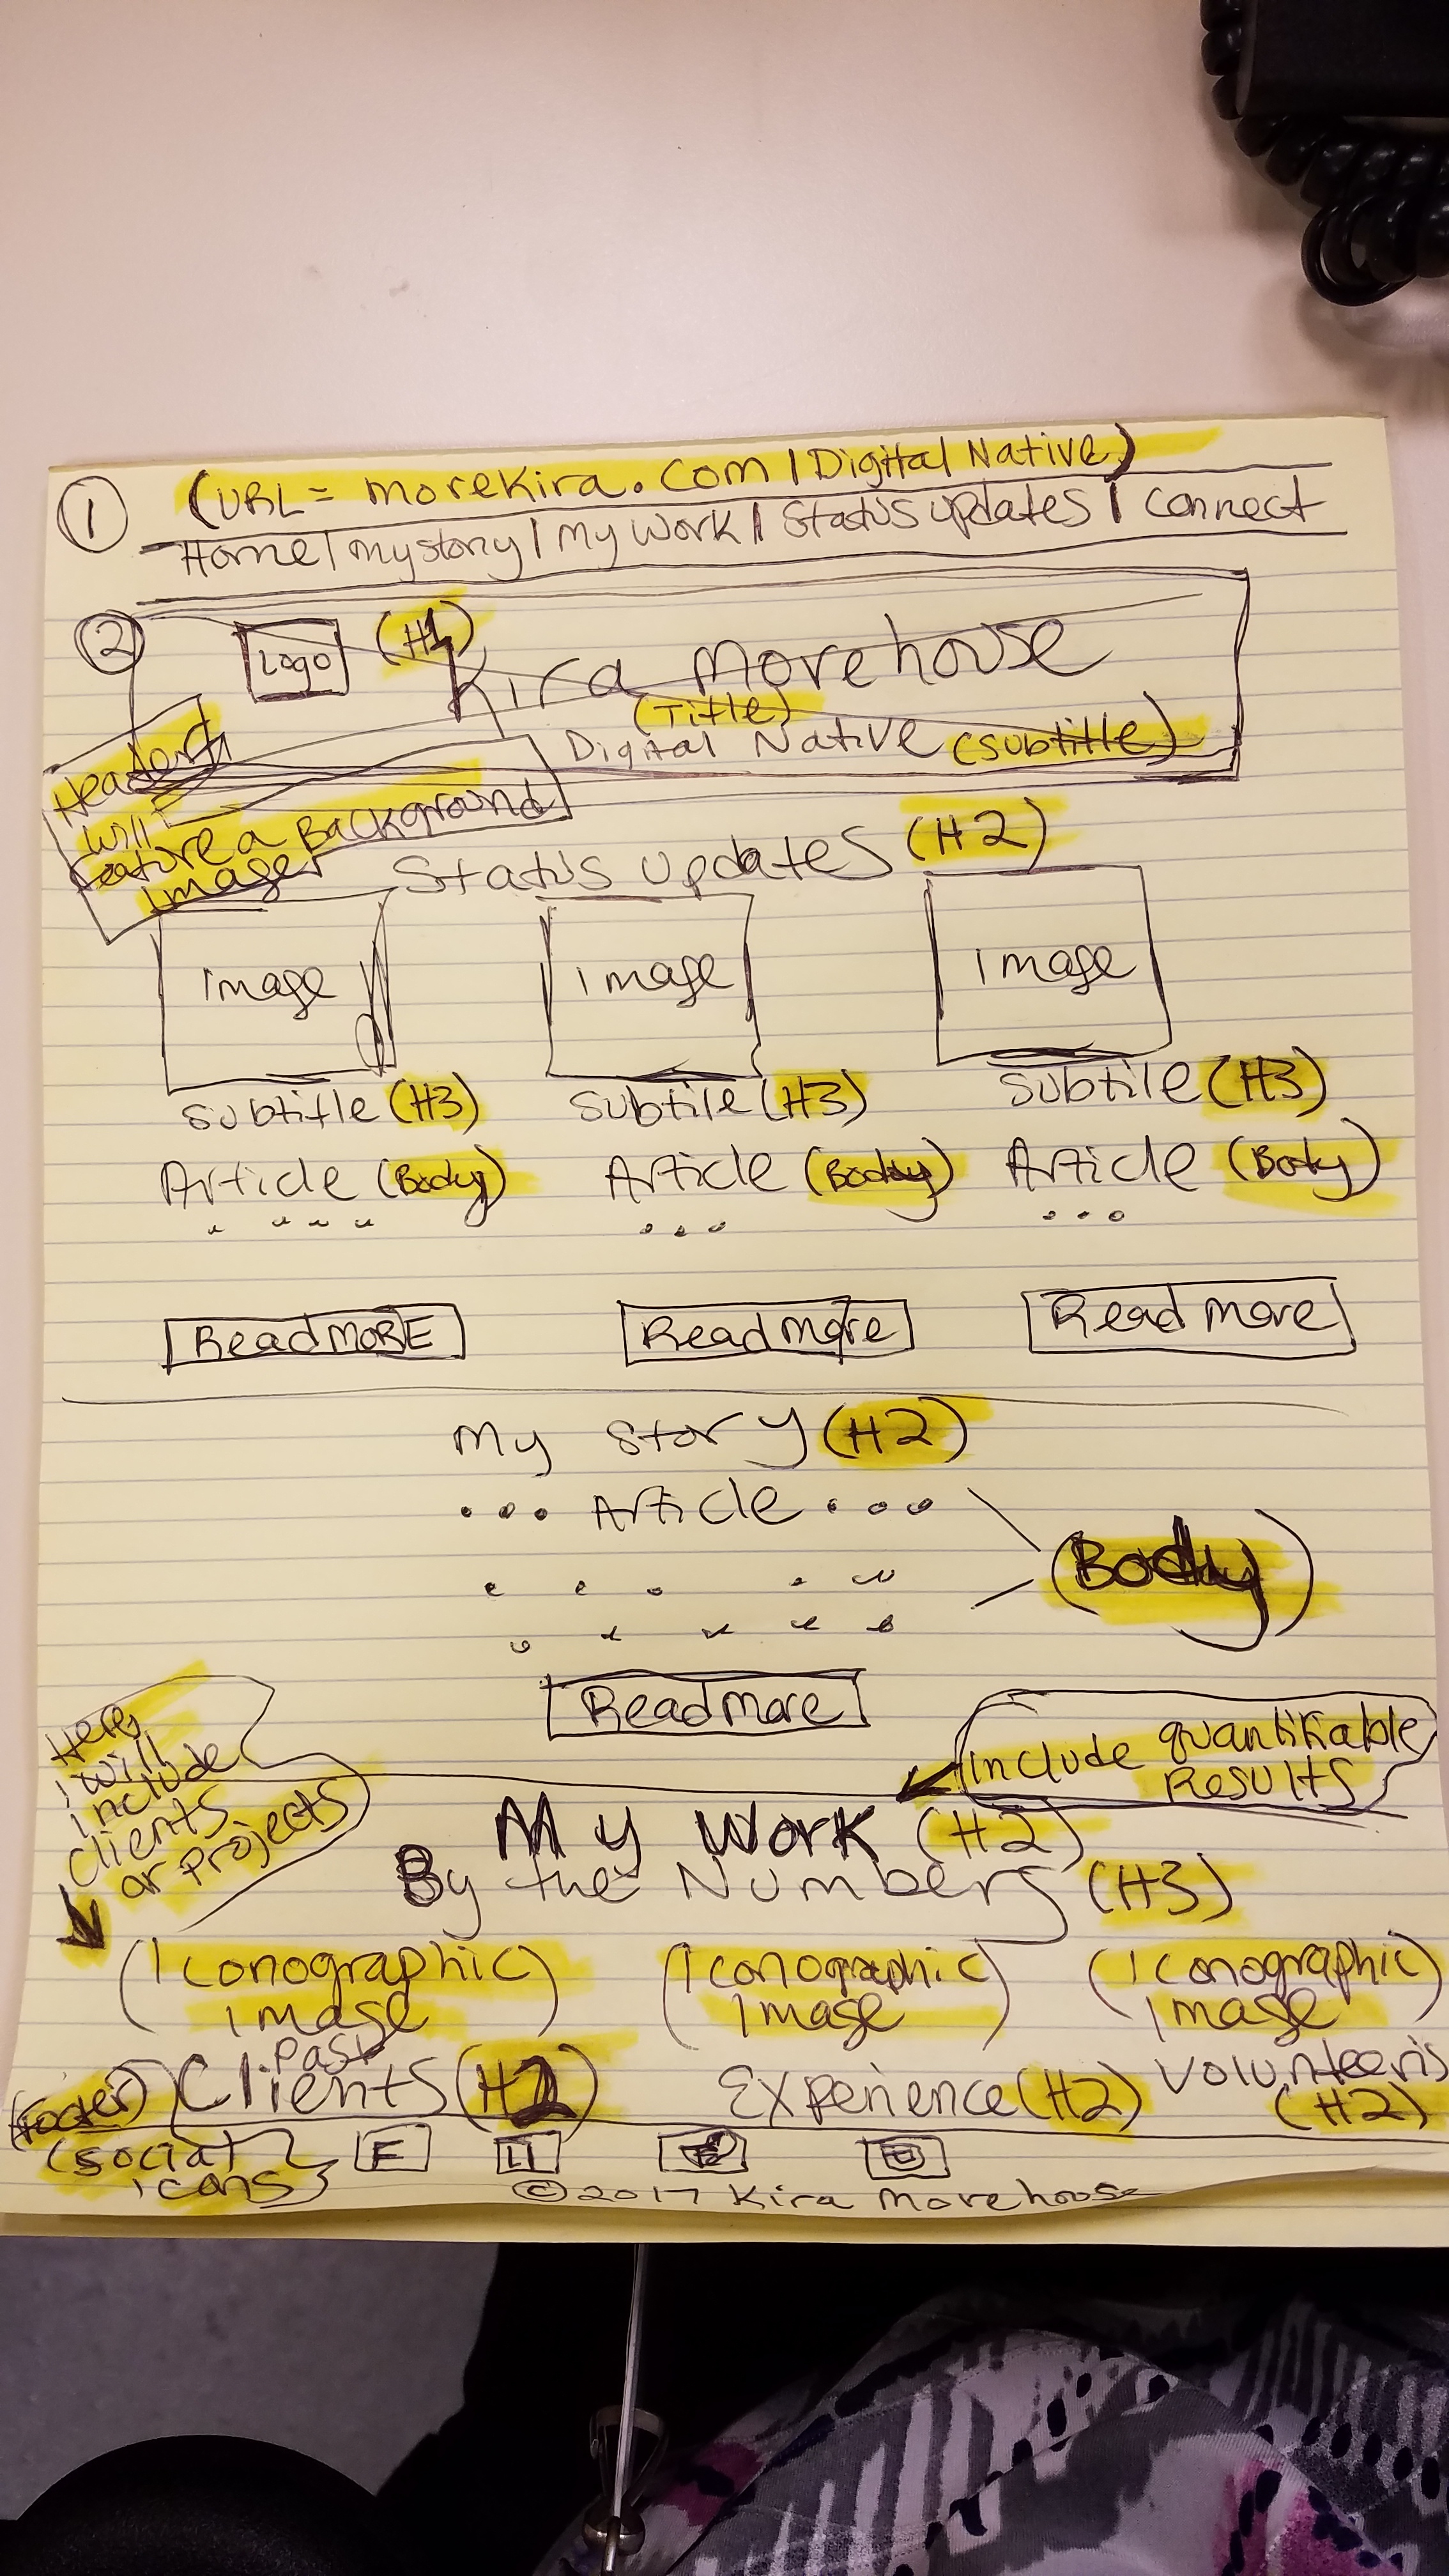 ① (URL = moreKira.com | Digital Native)
Home | my story | My Work | Status updates | Connect
②
Logo (H1) Kira Morehouse
(Title)
Digital Native (subtitle)
Header
will
feature a Background
image
Status updates (H2)
image image image
Subtitle (H3) Subtile (H3) Subtile (H3)
Article (Body) Article (Body) Article (Body)
Read MORE Read more Read more
My Story (H2)
... Article ...
(Body)
Read more
Here
I will
include
clients
or projects
include quantifiable
Results
My Work (H2)
By the Numbers (H3)
(Iconographic
image (Iconographic
image (Iconographic)
image
Past
Clients (H2) Experience (H2) Volunteeris
(H2)
(Footer)
(social
icons)
F
© 2017 Kira Morehouse